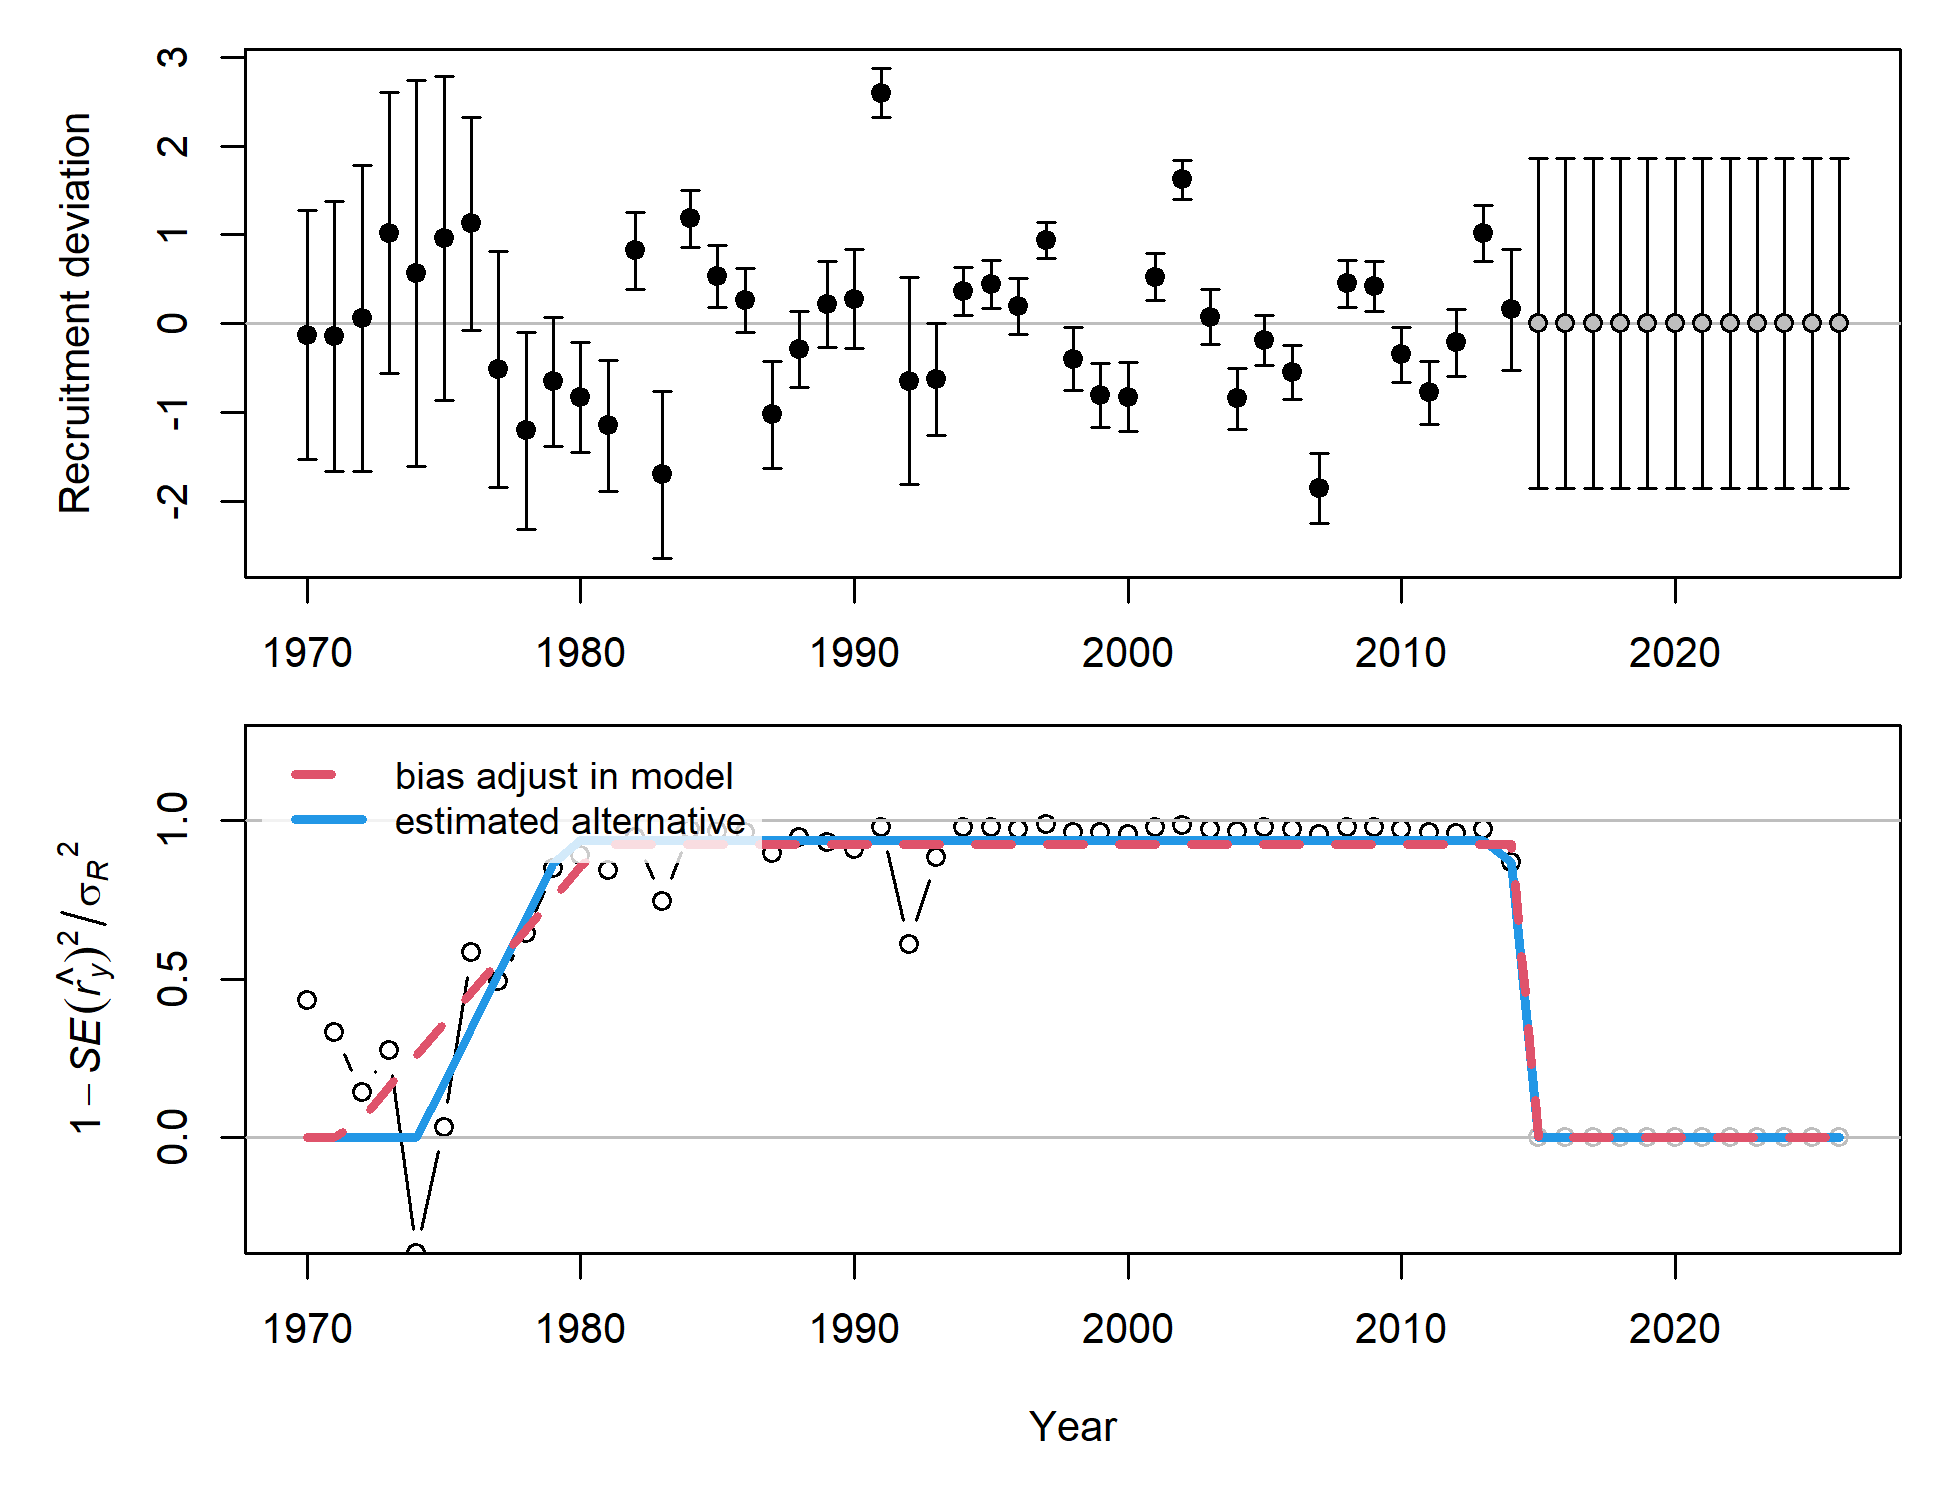 Recruitment deviation
3
2
1
0
-1
-2
1970 1980 1990 2000 2010 2020
bias adjust in model
estimated alternative
1 − SE(r̂y)² / σR²
1.0
0.5
0.0
1970 1980 1990 2000 2010 2020
Year